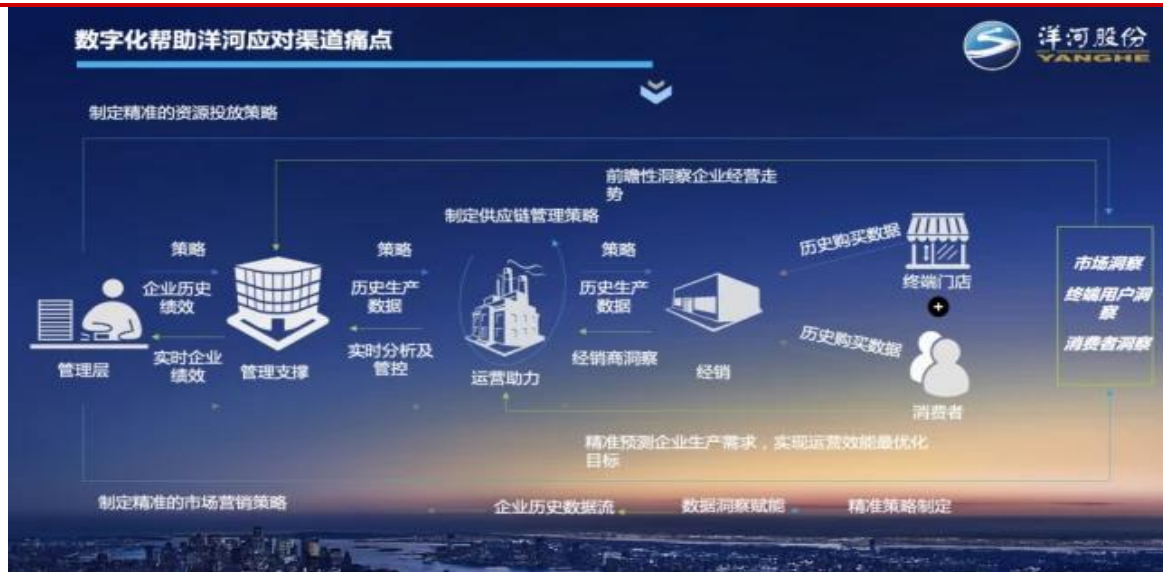 数字化帮助洋河应对渠道痛点
洋河股份
YANGHE
制定精准的资源投放策略
前瞻性洞察企业经营走
势
制定供应链管理策略
策略
企业历史
绩效
实时企业
绩效
管理层
管理支撑
策略
历史生产
数据
实时分析及
管控
运营助力
策略
历史生产
数据
经销商洞察
经销
历史购买数据
历史购买数据
终端门店
+
消费者
市场洞察
终端用户洞
察
消费者洞察
精准预测企业生产需求，实现运营效能最优化
目标
制定精准的市场营销策略
企业历史数据流
数据洞察赋能
精准策略制定